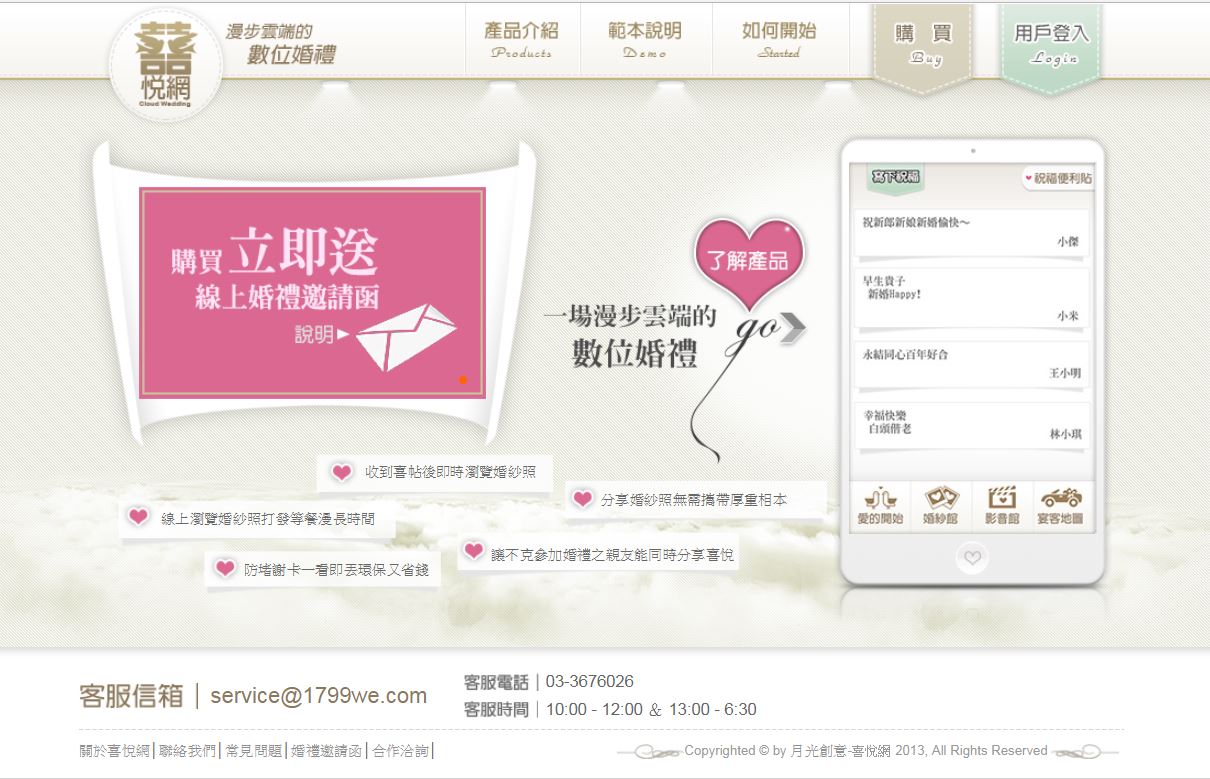 囍
悅網
Cloud Wedding
漫步雲端的
數位婚禮
產品介紹
Products
範本說明
Demo
如何開始
Started
購 買
Buy
用戶登入
Login
購買立即送
線上婚禮邀請函
說明
了解產品
一場漫步雲端的
數位婚禮
go
寫下祝福
祝福便利貼
祝新郎新娘新婚愉快～
小傑
早生貴子
新婚Happy!
小米
永結同心百年好合
王小明
幸福快樂
白頭偕老
林小琪
愛的開始
婚紗館
影音館
宴客地圖
收到喜帖後即時瀏覽婚紗照
分享婚紗照無需攜帶厚重相本
線上瀏覽婚紗照打發等餐漫長時間
讓不克參加婚禮之親友能同時分享喜悅
防堵謝卡一看即丟環保又省錢
客服信箱｜service@1799we.com
客服電話｜03-3676026
客服時間｜10:00 - 12:00 & 13:00 - 6:30
關於喜悅網| 聯絡我們| 常見問題| 婚禮邀請函| 合作洽詢|
Copyrighted © by 月光創意-喜悅網 2013, All Rights Reserved